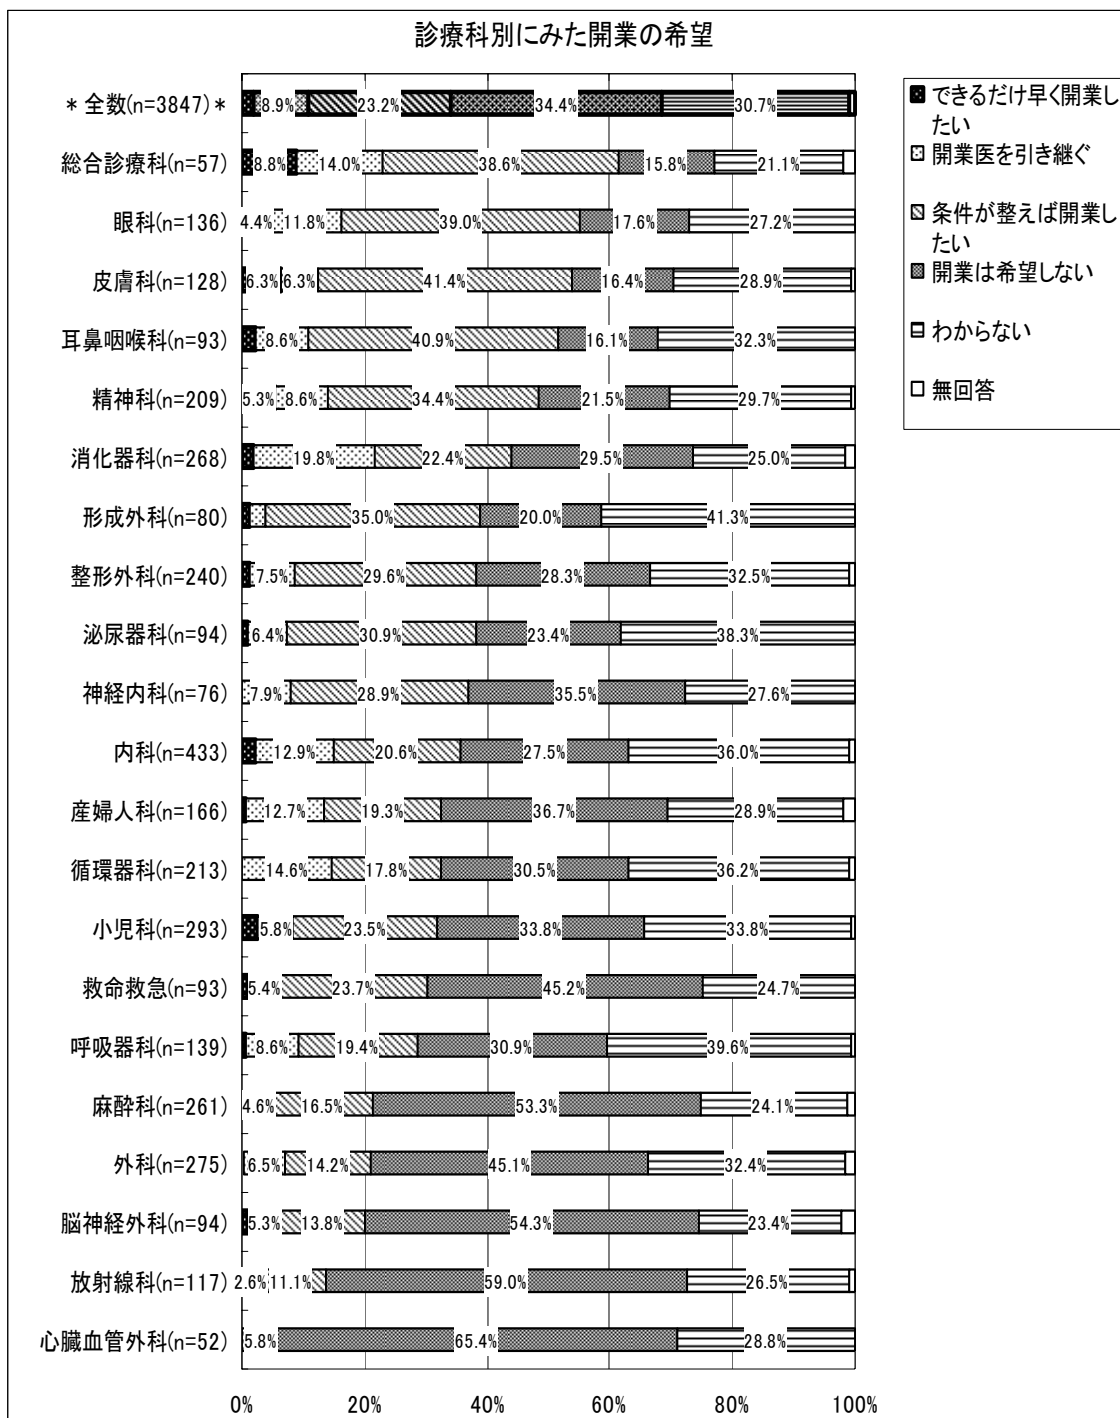 診療科別にみた開業の希望
＊全数(n=3847)＊ 8.9% 23.2% 34.4% 30.7%
総合診療科(n=57) 8.8% 14.0% 38.6% 15.8% 21.1%
眼科(n=136) 4.4% 11.8% 39.0% 17.6% 27.2%
皮膚科(n=128) 6.3% 6.3% 41.4% 16.4% 28.9%
耳鼻咽喉科(n=93) 8.6% 40.9% 16.1% 32.3%
精神科(n=209) 5.3% 8.6% 34.4% 21.5% 29.7%
消化器科(n=268) 19.8% 22.4% 29.5% 25.0%
形成外科(n=80) 35.0% 20.0% 41.3%
整形外科(n=240) 7.5% 29.6% 28.3% 32.5%
泌尿器科(n=94) 6.4% 30.9% 23.4% 38.3%
神経内科(n=76) 7.9% 28.9% 35.5% 27.6%
内科(n=433) 12.9% 20.6% 27.5% 36.0%
産婦人科(n=166) 12.7% 19.3% 36.7% 28.9%
循環器科(n=213) 14.6% 17.8% 30.5% 36.2%
小児科(n=293) 5.8% 23.5% 33.8% 33.8%
救命救急(n=93) 5.4% 23.7% 45.2% 24.7%
呼吸器科(n=139) 8.6% 19.4% 30.9% 39.6%
麻酔科(n=261) 4.6% 16.5% 53.3% 24.1%
外科(n=275) 6.5% 14.2% 45.1% 32.4%
脳神経外科(n=94) 5.3% 13.8% 54.3% 23.4%
放射線科(n=117) 2.6% 11.1% 59.0% 26.5%
心臓血管外科(n=52) 5.8% 65.4% 28.8%
0% 20% 40% 60% 80% 100%
できるだけ早く開業し
たい
開業医を引き継ぐ
条件が整えば開業し
たい
開業は希望しない
わからない
無回答